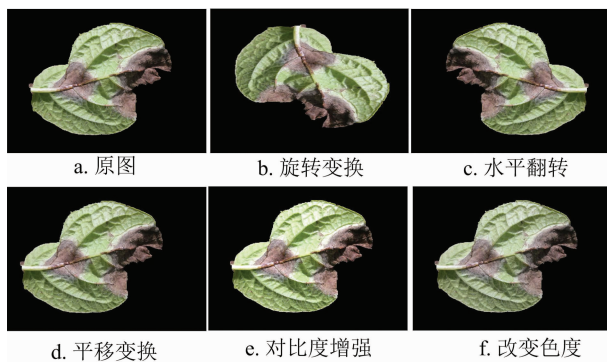 a. 原图
b. 旋转变换
c. 水平翻转
d. 平移变换
e. 对比度增强
f. 改变色度